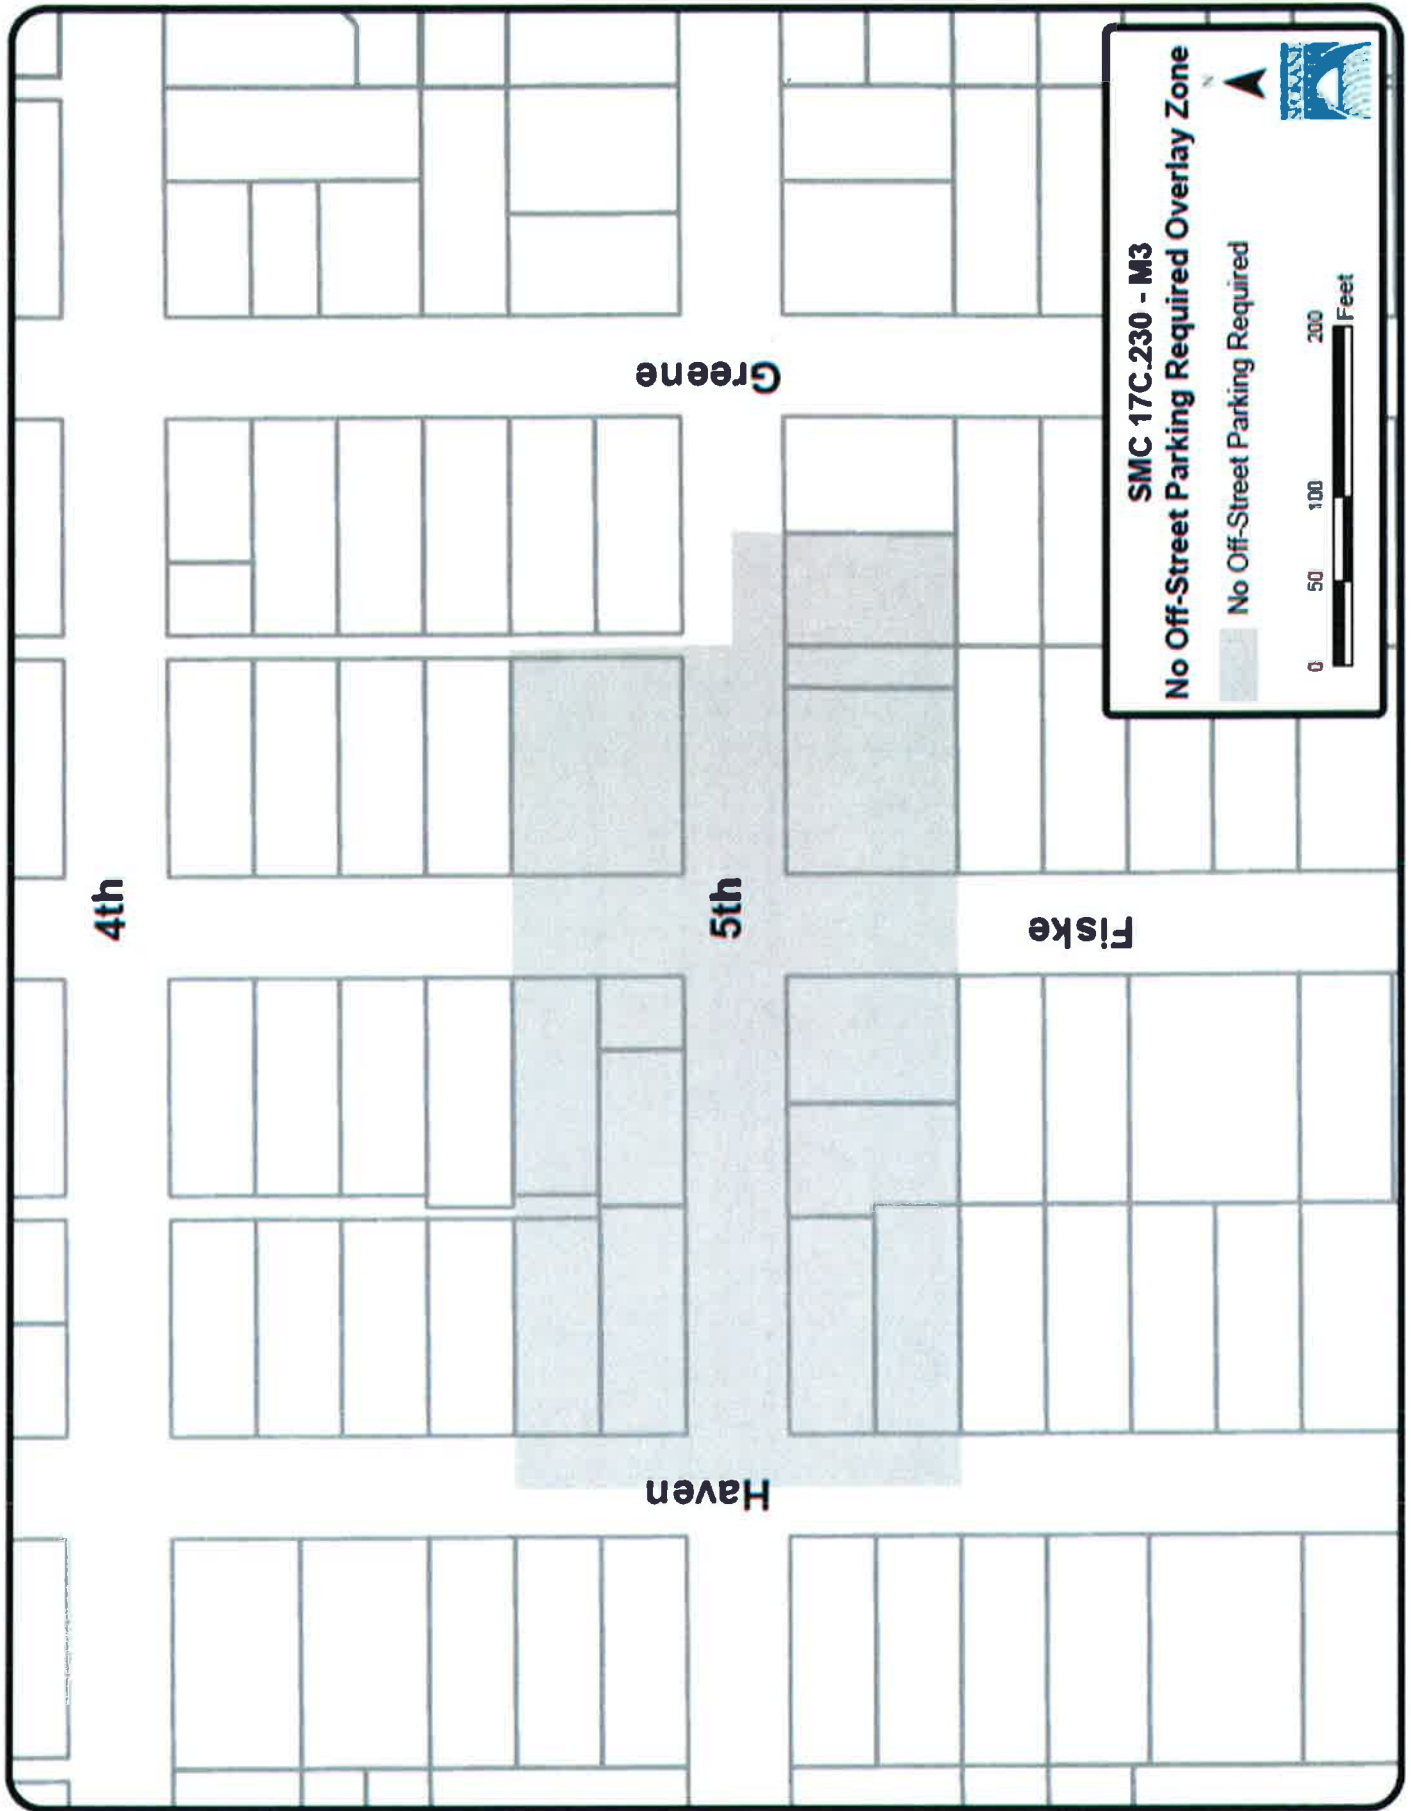 4th
5th
Haven
Fiske
Greene
SMC 17C.230 - M3
No Off-Street Parking Required Overlay Zone
No Off-Street Parking Required
N
0 50 100 200
Feet
SPOKANE